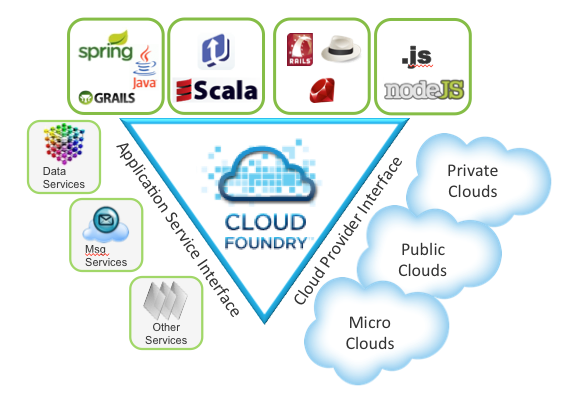 spring
Java
GRAILS
Scala
RAILS
.js
nodeJS
Data
Services
Msg
Services
Other
Services
Application Service Interface
CLOUD
FOUNDRY™
Cloud Provider Interface
Private
Clouds
Public
Clouds
Micro
Clouds